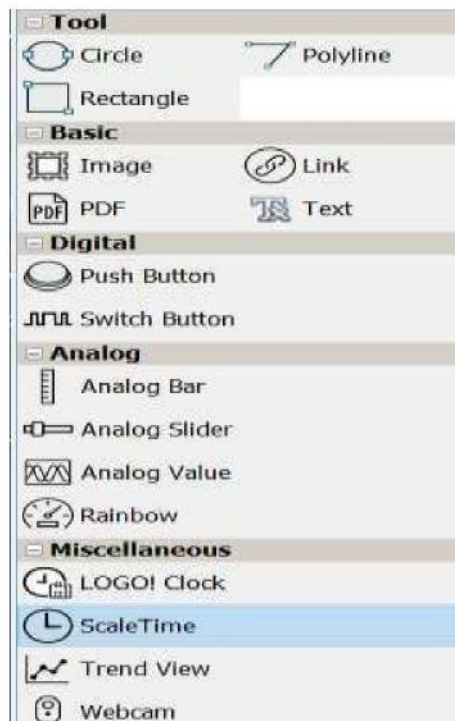 Tool
Circle Polyline
Rectangle
Basic
Image Link
PDF PDF Text
Digital
Push Button
Switch Button
Analog
Analog Bar
Analog Slider
Analog Value
Rainbow
Miscellaneous
LOGO! Clock
ScaleTime
Trend View
Webcam